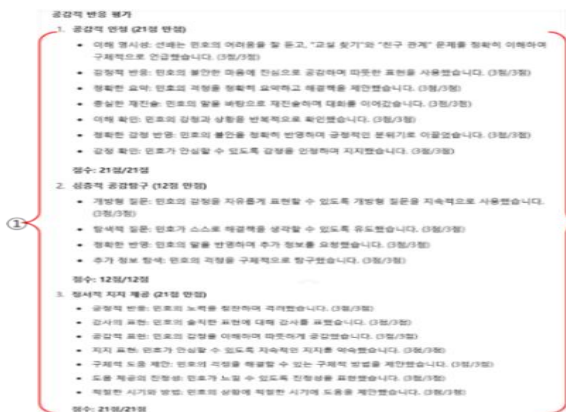 공감적 반응 평가
1. 공감적 인정 (21점 만점)
• 이해 명시성: 선배는 민호의 어려움을 잘 듣고, "교실 찾기"와 "친구 관계" 문제를 정확히 이해하며
구체적으로 언급했습니다. (3점/3점)
• 감정적 반응: 민호의 불안한 마음에 진심으로 공감하며 따뜻한 표현을 사용했습니다. (3점/3점)
• 정확한 요약: 민호의 걱정을 정확히 요약하고 해결책을 제안했습니다. (3점/3점)
• 충실한 재진술: 민호의 말을 바탕으로 재진술하며 대화를 이어갔습니다. (3점/3점)
• 이해 확인: 민호의 감정과 상황을 반복적으로 확인했습니다. (3점/3점)
• 정확한 감정 반영: 민호의 불안을 정확히 반영하며 긍정적인 분위기로 이끌었습니다. (3점/3점)
• 감정 확인: 민호가 안심할 수 있도록 감정을 인정하며 지지했습니다. (3점/3점)
점수: 21점/21점
2. 심층적 공감탐구 (12점 만점)
• 개방형 질문: 민호의 감정을 자유롭게 표현할 수 있도록 개방형 질문을 지속적으로 사용했습니다.
(3점/3점)
• 탐색적 질문: 민호가 스스로 해결책을 생각할 수 있도록 유도했습니다. (3점/3점)
• 정확한 반영: 민호의 말을 반영하며 추가 정보를 요청했습니다. (3점/3점)
• 추가 정보 탐색: 민호의 걱정을 구체적으로 탐구했습니다. (3점/3점)
①
점수: 12점/12점
3. 정서적 지지 제공 (21점 만점)
• 긍정적 반응: 민호의 노력을 칭찬하며 격려했습니다. (3점/3점)
• 감사의 표현: 민호의 솔직한 표현에 대해 감사를 표했습니다. (3점/3점)
• 공감적 표현: 민호의 감정을 이해하며 따뜻하게 공감했습니다. (3점/3점)
• 지지 표현: 민호가 안심할 수 있도록 지속적인 지지를 약속했습니다. (3점/3점)
• 구체적 도움 제안: 민호의 걱정을 해결할 수 있는 구체적 방법을 제안했습니다. (3점/3점)
• 도움 제공의 진정성: 민호가 느낄 수 있도록 진정성을 표현했습니다. (3점/3점)
• 적절한 시기와 방법: 민호의 상황에 적절한 시기에 도움을 제안했습니다. (3점/3점)
점수: 21점/21점